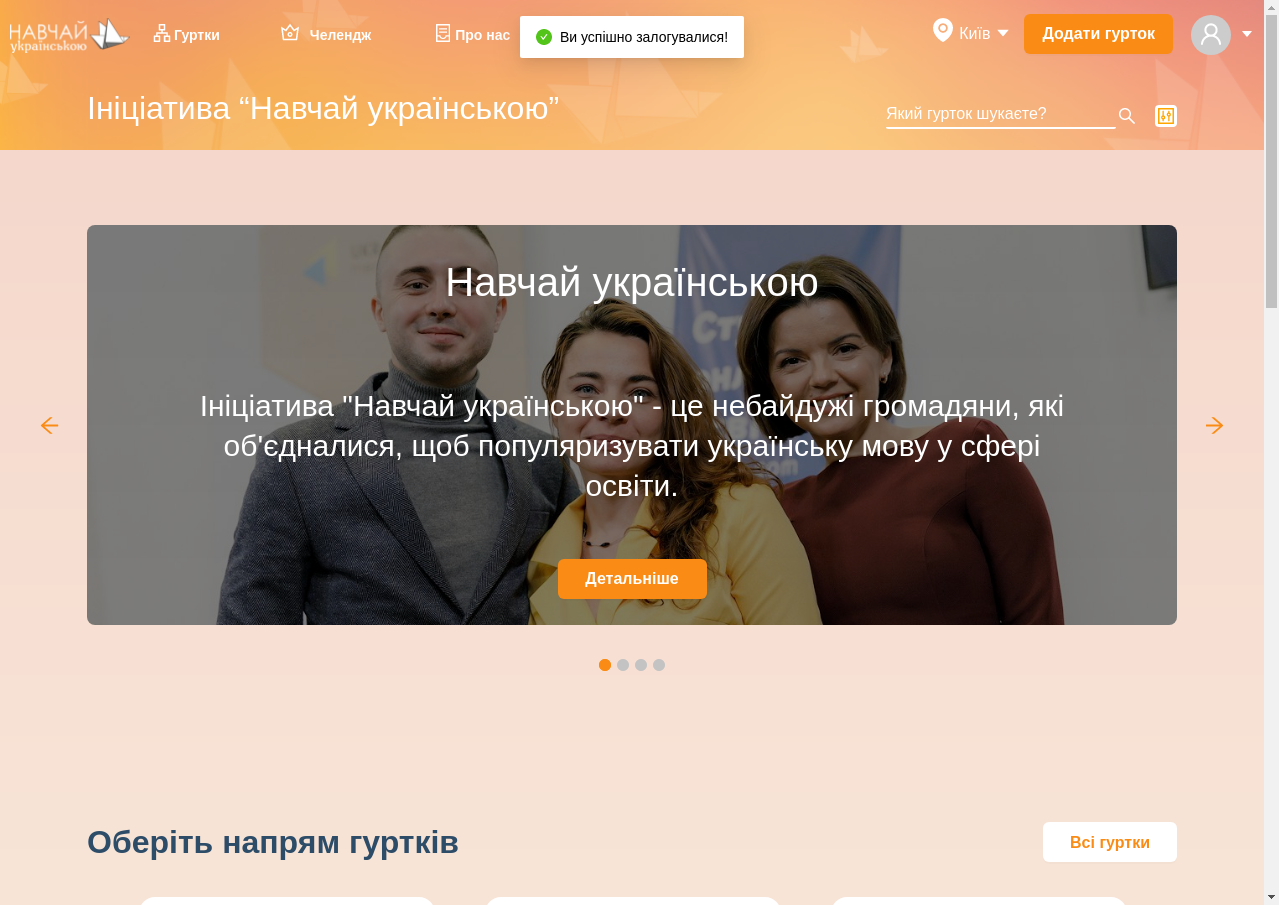 НАВЧАЙ
українською
Гуртки
Челендж
Про нас
Ви успішно залогувалися!
Київ
Додати гурток
Ініціатива “Навчай українською”
Який гурток шукаєте?
Навчай українською
Ініціатива "Навчай українською" - це небайдужі громадяни, які
об'єдналися, щоб популяризувати українську мову у сфері
освіти.
Детальніше
Оберіть напрям гуртків
Всі гуртки